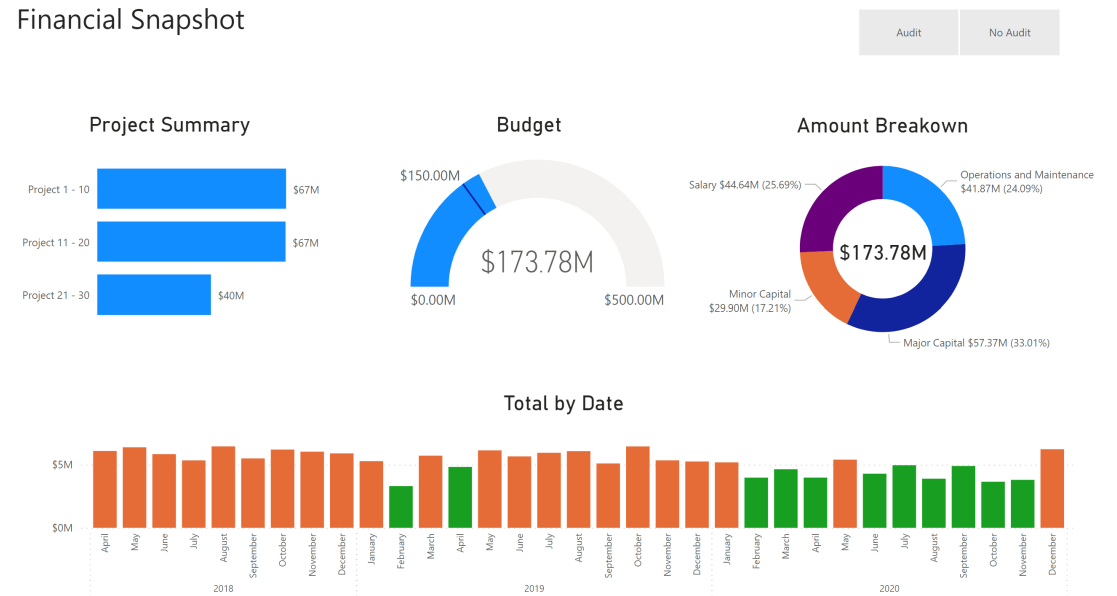 Financial Snapshot
Audit
No Audit
Project Summary
Project 1 - 10
$67M
Project 11 - 20
$67M
Project 21 - 30
$40M
Budget
$150.00M
$173.78M
$0.00M
$500.00M
Amount Breakown
Salary $44.64M (25.69%)
Operations and Maintenance
$41.87M (24.09%)
$173.78M
Minor Capital
$29.90M (17.21%)
Major Capital $57.37M (33.01%)
Total by Date
$5M
$0M
April
May
June
July
August
September
October
November
December
January
February
March
April
May
June
July
August
September
October
November
December
January
February
March
April
May
June
July
August
September
October
November
December
2018
2019
2020